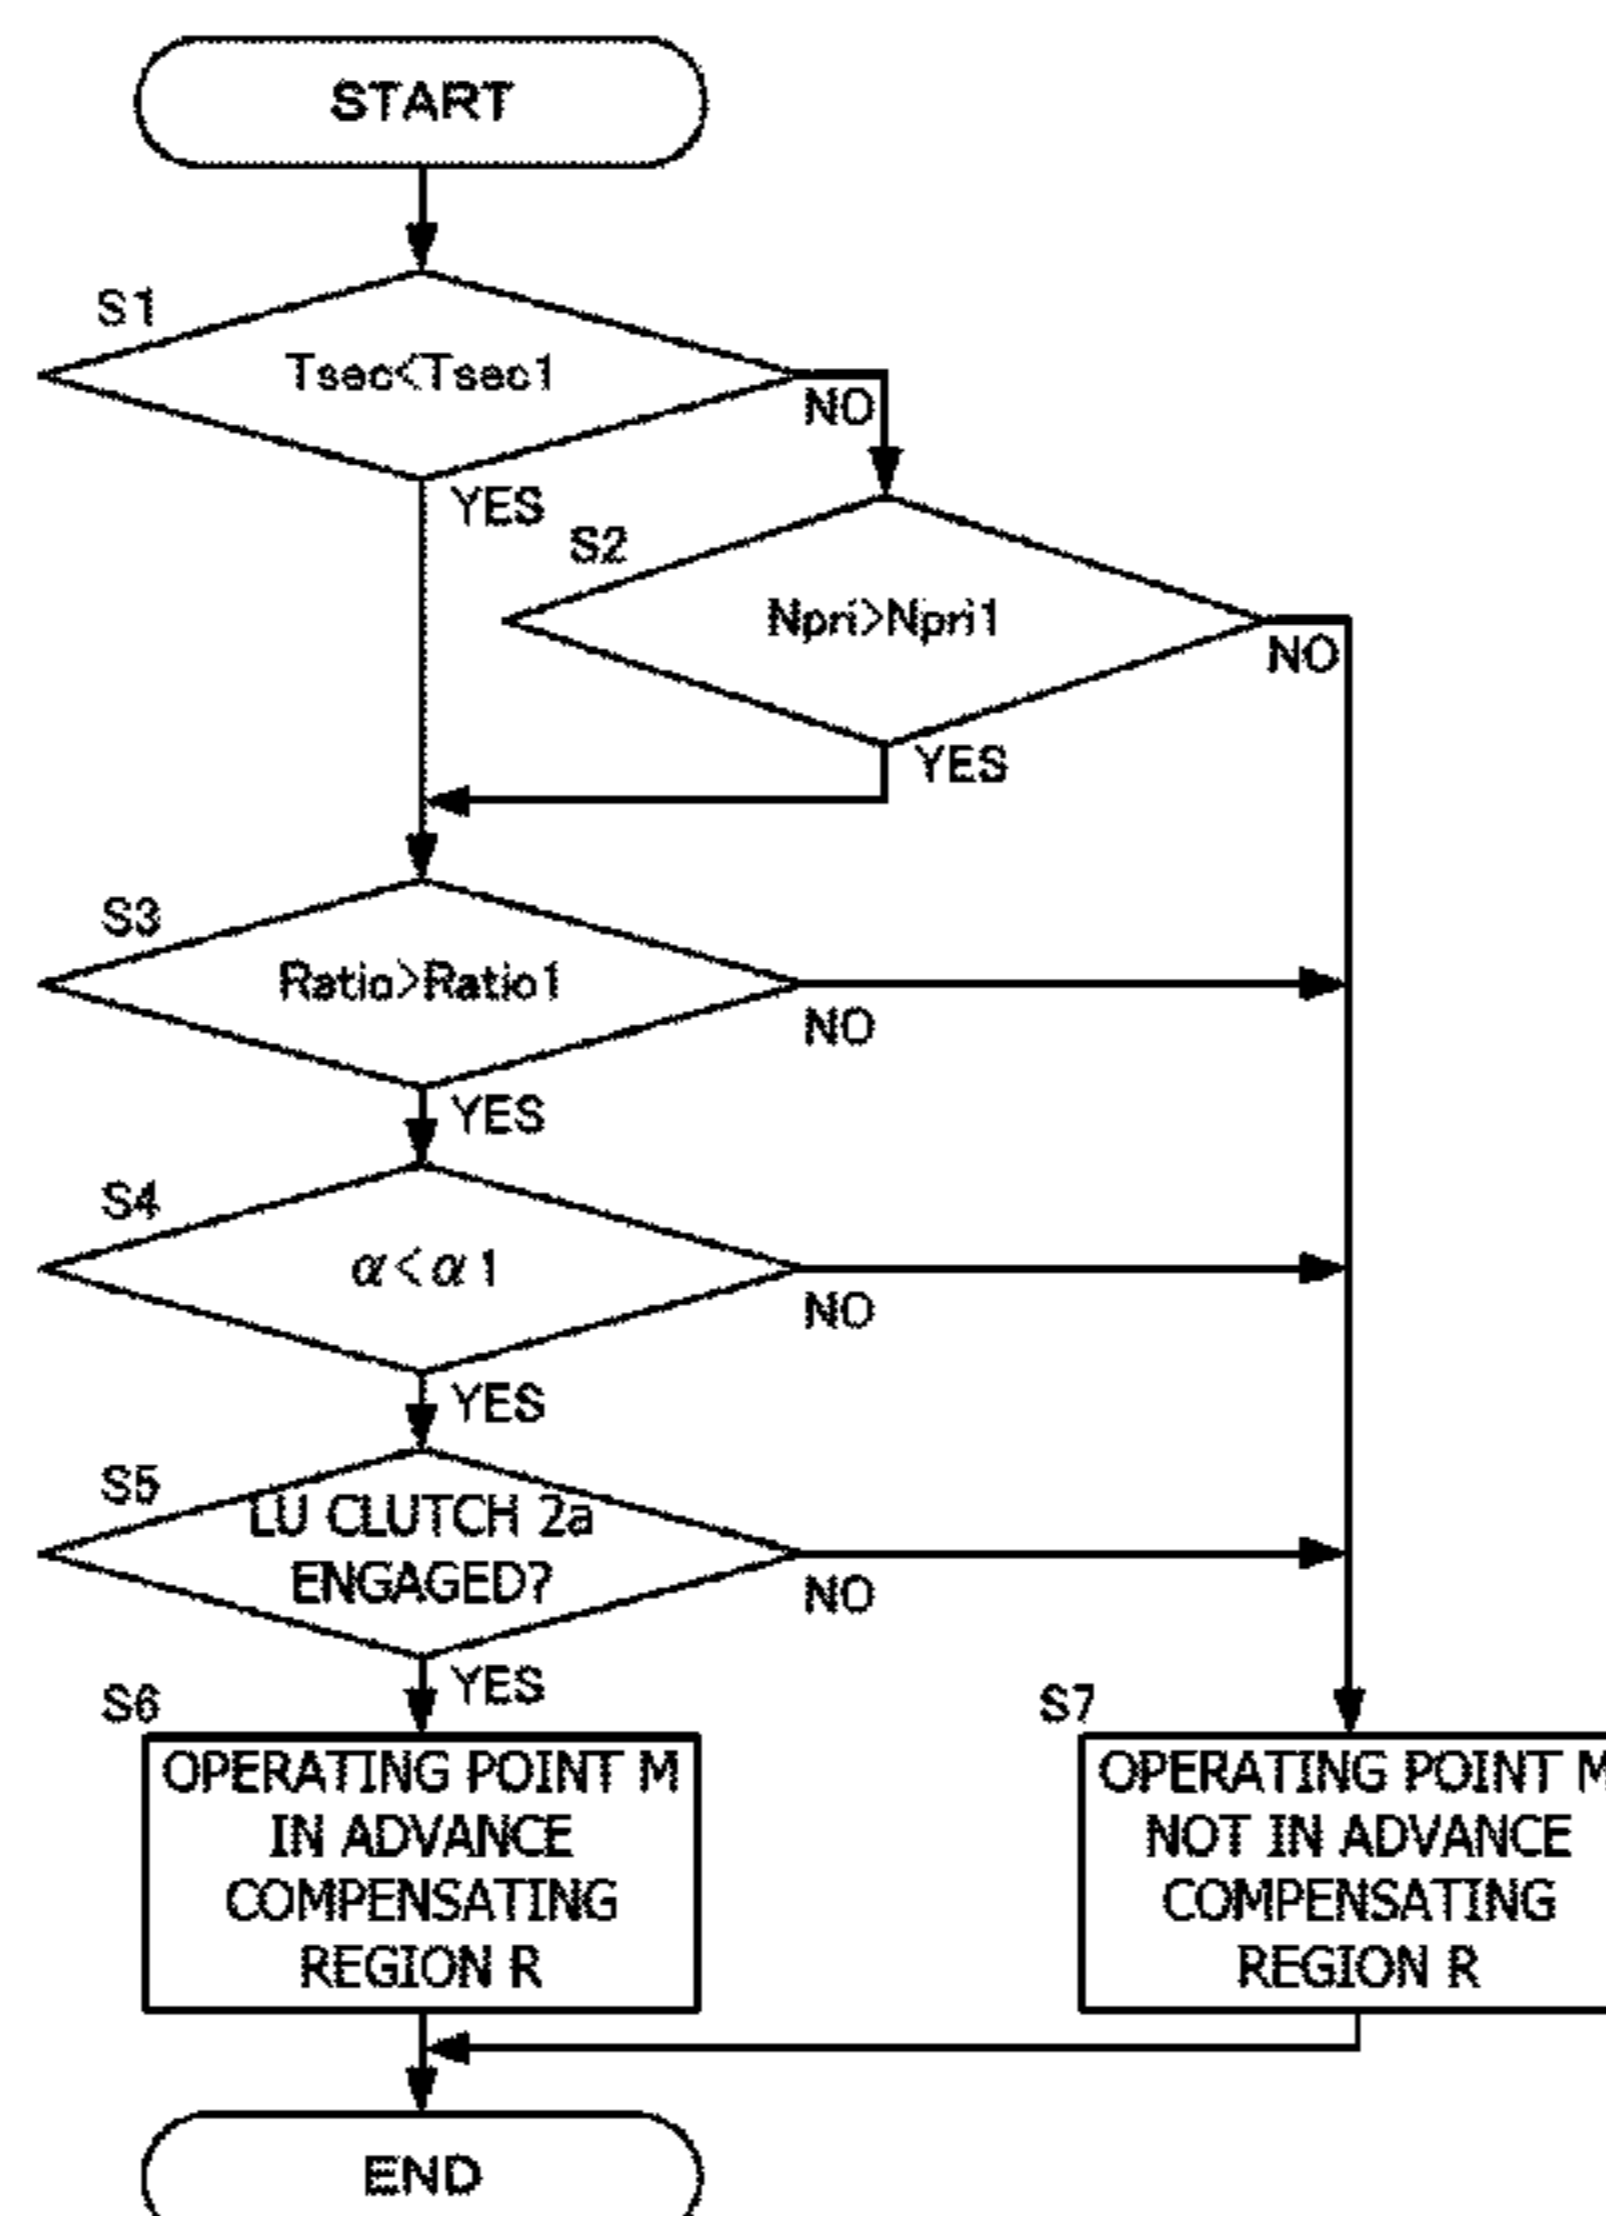 START
S1
Tsec<Tsec1
NO
YES
S2
Npri>Npri1
NO
YES
S3
Ratio>Ratio1
NO
YES
S4
α<α1
NO
YES
S5
LU CLUTCH 2a
ENGAGED?
NO
YES
S6
OPERATING POINT M
IN ADVANCE
COMPENSATING
REGION R
S7
OPERATING POINT M
NOT IN ADVANCE
COMPENSATING
REGION R
END